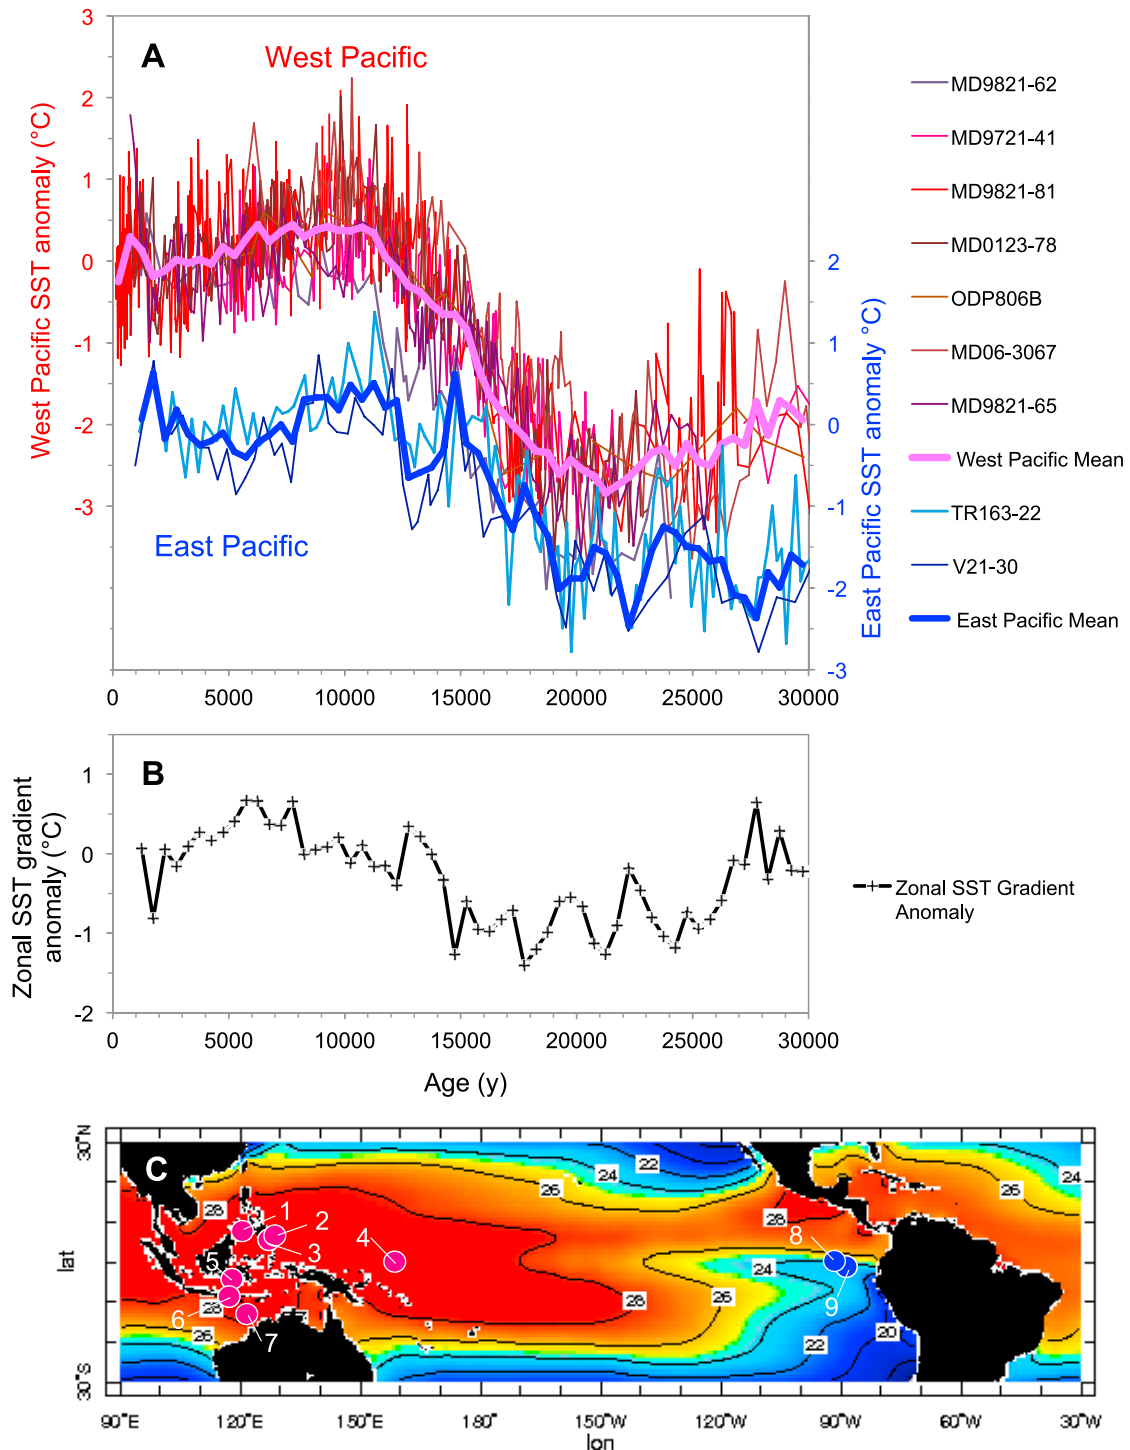 A
West Pacific
East Pacific
West Pacific SST anomaly (°C)
3
2
1
0
-1
-2
-3
East Pacific SST anomaly °C)
2
1
0
-1
-2
-3
0 5000 10000 15000 20000 25000 30000
MD9821-62
MD9721-41
MD9821-81
MD0123-78
ODP806B
MD06-3067
MD9821-65
West Pacific Mean
TR163-22
V21-30
East Pacific Mean
B
Zonal SST gradient
anomaly (°C)
1
0
-1
-2
0 5000 10000 15000 20000 25000 30000
Age (y)
Zonal SST Gradient
Anomaly
C
30°N
lat
30°S
28
1
2
3
4
5
6
28
7
26
26
24
22
26
28
8
9
24
26
22
20
26
24
90°E 120°E 150°E 180° 150°W 120°W 90°W 60°W 30°W
lon